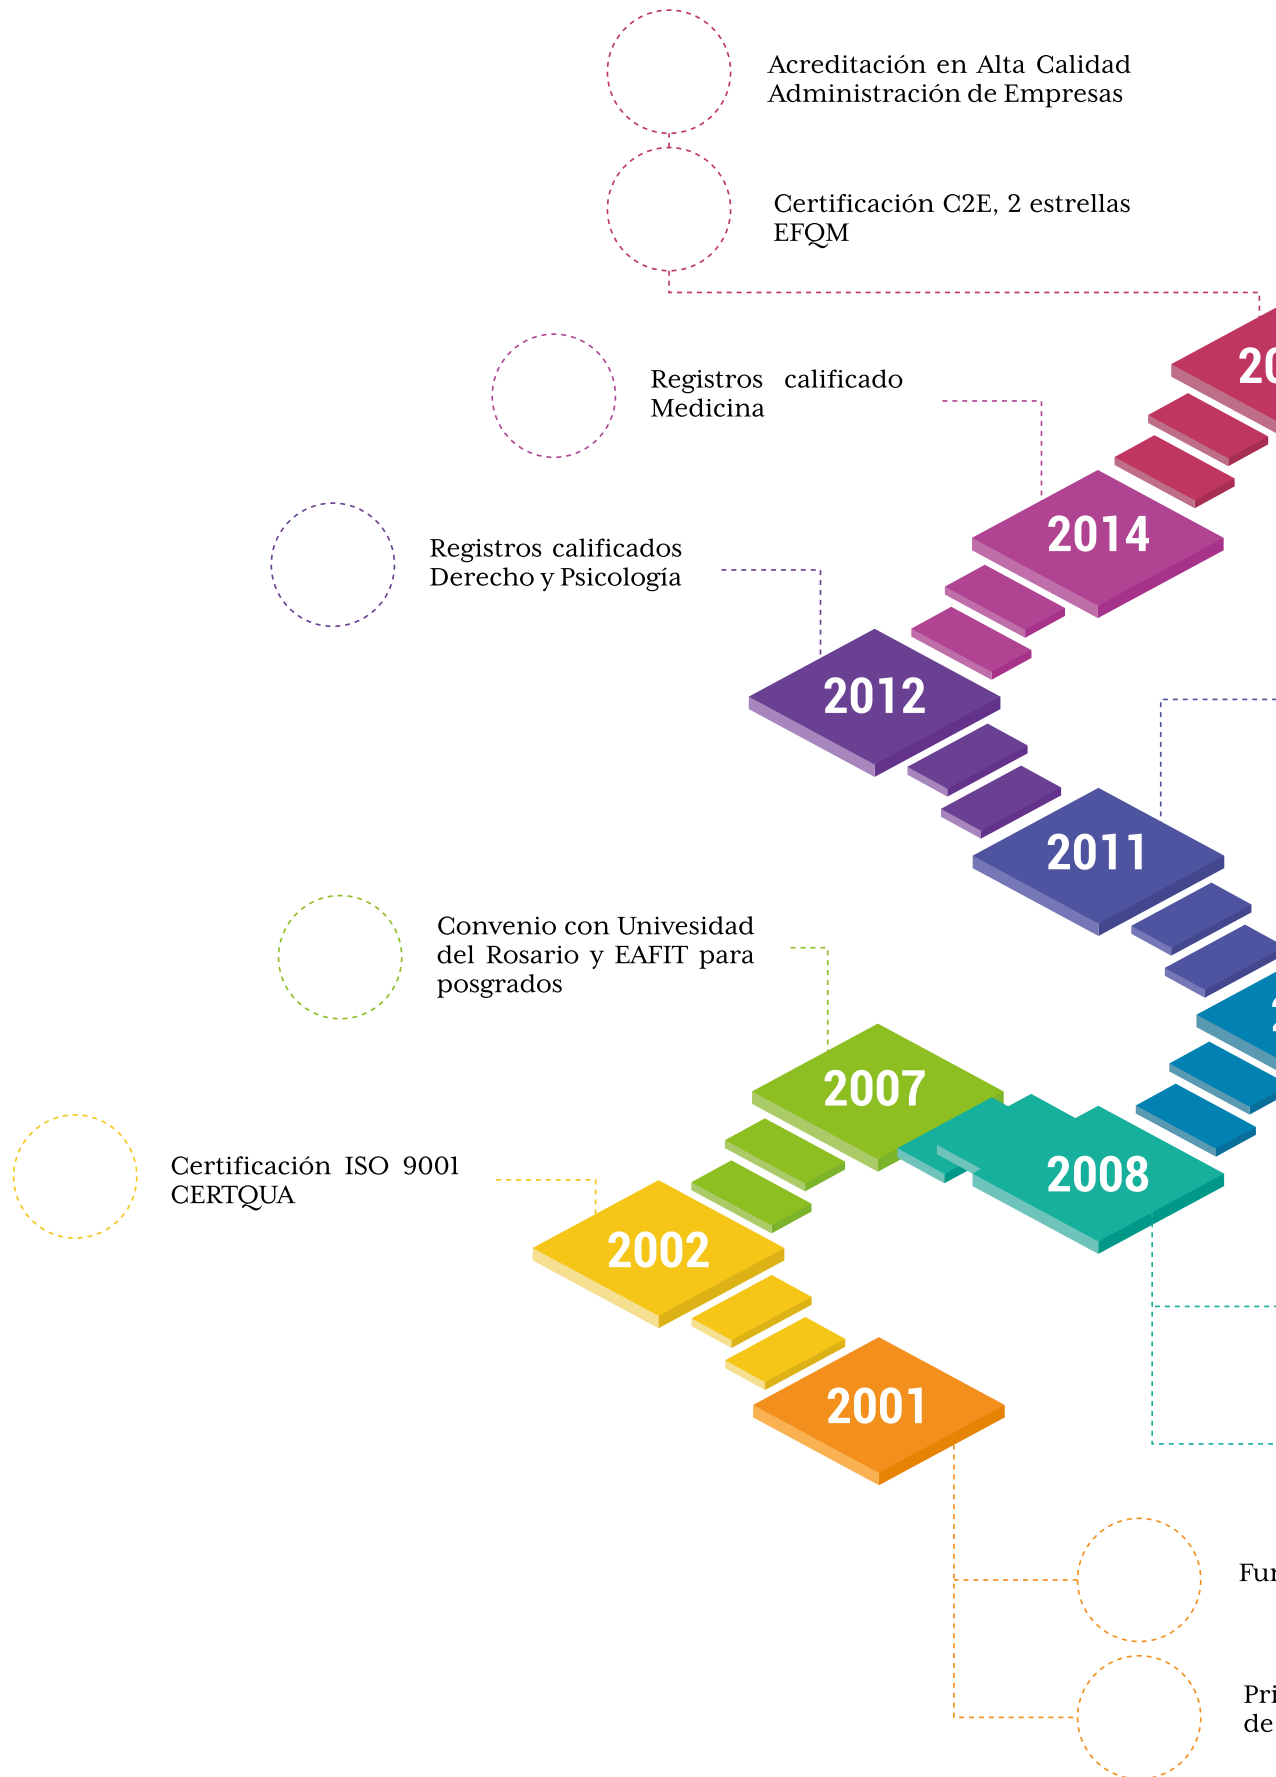 Acreditación en Alta Calidad
Administración de Empresas
Certificación C2E, 2 estrellas
EFQM
Registros calificado
Medicina
2014
Registros calificados
Derecho y Psicología
2012
2011
Convenio con Univesidad
del Rosario y EAFIT para
posgrados
2007
Certificación ISO 9001
CERTQUA
2008
2002
2001
de